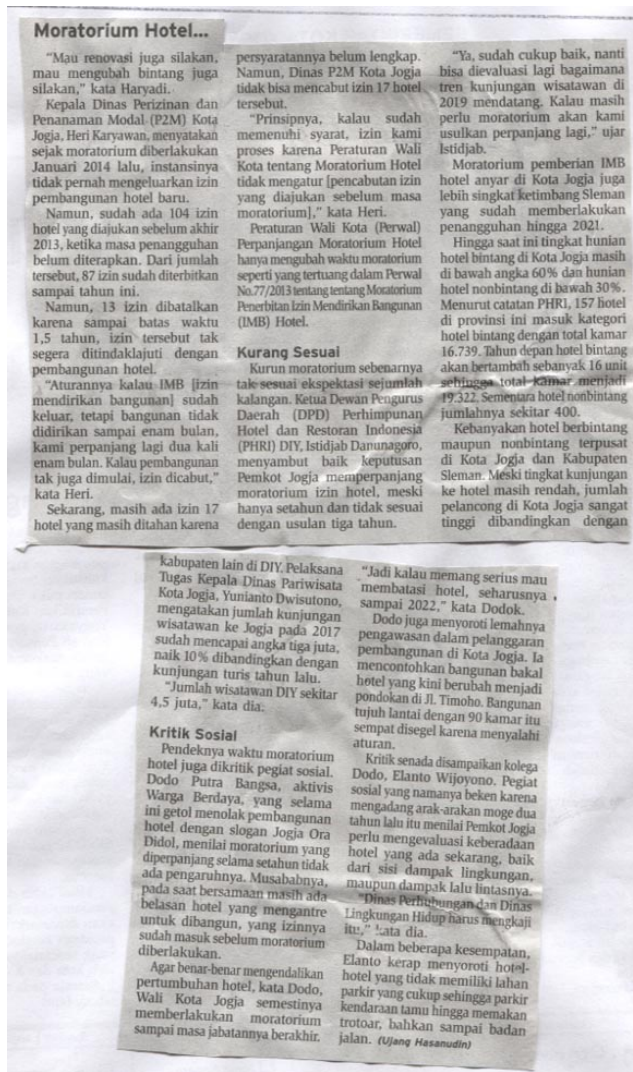 Moratorium Hotel...
"Mau renovasi juga silakan,
mau mengubah bintang juga
silakan," kata Haryadi.
Kepala Dinas Perizinan dan
Penanaman Modal (P2M) Kota
Jogja, Heri Karyawan, menyatakan
sejak moratorium diberlakukan
Januari 2014 lalu, instansinya
tidak pernah mengeluarkan izin
pembangunan hotel baru.
Namun, sudah ada 104 izin
hotel yang diajukan sebelum akhir
2013, ketika masa penangguhan
belum diterapkan. Dari jumlah
tersebut, 87 izin sudah diterbitkan
sampai tahun ini.
Namun, 13 izin dibatalkan
karena sampai batas waktu
1,5 tahun, izin tersebut tak
segera ditindaklajuti dengan
pembangunan hotel.
"Aturannya kalau IMB [izin
mendirikan bangunan] sudah
keluar, tetapi bangunan tidak
didirikan sampai enam bulan,
kami perpanjang lagi dua kali
enam bulan. Kalau pembangunan
tak juga dimulai, izin dicabut,"
kata Heri.
Sekarang, masih ada izin 17
hotel yang masih ditahan karena
persyaratannya belum lengkap.
Namun, Dinas P2M Kota Jogja
tidak bisa mencabut izin 17 hotel
tersebut.
"Prinsipnya, kalau sudah
memenuhi syarat, izin kami
proses karena Peraturan Wali
Kota tentang Moratorium Hotel
tidak mengatur [pencabutan izin
yang diajukan sebelum masa
moratorium]," kata Heri.
Peraturan Wali Kota (Perwal)
Perpanjangan Moratorium Hotel
hanya mengubah waktu moratorium
seperti yang tertuang dalam Perwal
No.77/2013 tentang tentang Moratorium
Penerbitan Izin Mendirikan Bangunan
(IMB) Hotel.
Kurang Sesuai
Kurun moratorium sebenarnya
tak sesuai ekspektasi sejumlah
kalangan. Ketua Dewan Pengurus
Daerah (DPD) Perhimpunan
Hotel dan Restoran Indonesia
(PHRI) DIY, Istidjab Danunagoro,
menyambut baik keputusan
Pemkot Jogja memperpanjang
moratorium izin hotel, meski
hanya setahun dan tidak sesuai
dengan usulan tiga tahun.
"Ya, sudah cukup baik, nanti
bisa dievaluasi lagi bagaimana
tren kunjungan wisatawan di
2019 mendatang. Kalau masih
perlu moratorium akan kami
usulkan perpanjang lagi," ujar
Istidjab.
Moratorium pemberian IMB
hotel anyar di Kota Jogja juga
lebih singkat ketimbang Sleman
yang sudah memberlakukan
penangguhan hingga 2021.
Hingga saat ini tingkat hunian
hotel bintang di Kota Jogja masih
di bawah angka 60% dan hunian
hotel nonbintang di bawah 30%.
Menurut catatan PHRI, 157 hotel
di provinsi ini masuk kategori
hotel bintang dengan total kamar
16.739. Tahun depan hotel bintang
akan bertambah sebanyak 16 unit
sehingga total kamar menjadi
19.322. Sementara hotel nonbintang
jumlahnya sekitar 400.
Kebanyakan hotel berbintang
maupun nonbintang terpusat
di Kota Jogja dan Kabupaten
Sleman. Meski tingkat kunjungan
ke hotel masih rendah, jumlah
pelancong di Kota Jogja sangat
tinggi dibandingkan dengan
kabupaten lain di DIY. Pelaksana
Tugas Kepala Dinas Pariwisata
Kota Jogja, Yunianto Dwisutono,
mengatakan jumlah kunjungan
wisatawan ke Jogja pada 2017
sudah mencapai angka tiga juta,
naik 10% dibandingkan dengan
kunjungan turis tahun lalu.
"Jumlah wisatawan DIY sekitar
4,5 juta," kata dia.
Kritik Sosial
Pendeknya waktu moratorium
hotel juga dikritik pegiat sosial.
Dodo Putra Bangsa, aktivis
Warga Berdaya, yang selama
ini getol menolak pembangunan
hotel dengan slogan Jogja Ora
Didol, menilai moratorium yang
diperpanjang selama setahun tidak
ada pengaruhnya. Musababnya,
pada saat bersamaan masih ada
belasan hotel yang mengantre
untuk dibangun, yang izinnya
sudah masuk sebelum moratorium
diberlakukan.
Agar benar-benar mengendalikan
pertumbuhan hotel, kata Dodo,
Wali Kota Jogja semestinya
memberlakukan moratorium
sampai masa jabatannya berakhir.
"Jadi kalau memang serius mau
membatasi hotel, seharusnya
sampai 2022," kata Dodok.
Dodo juga menyoroti lemahnya
pengawasan dalam pelanggaran
pembangunan di Kota Jogja. Ia
mencontohkan bangunan bakal
hotel yang kini berubah menjadi
pondokan di Jl. Timoho. Bangunan
tujuh lantai dengan 90 kamar itu
sempat disegel karena menyalahi
aturan.
Kritik senada disampaikan kolega
Dodo, Elanto Wijoyono. Pegiat
sosial yang namanya beken karena
mengadang arak-arakan moge dua
tahun lalu itu menilai Pemkot Jogja
perlu mengevaluasi keberadaan
hotel yang ada sekarang, baik
dari sisi dampak lingkungan,
maupun dampak lalu lintasnya.
"Dinas Perhubungan dan Dinas
Lingkungan Hidup harus mengkaji
itu," kata dia.
Dalam beberapa kesempatan,
Elanto kerap menyoroti hotel-
hotel yang tidak memiliki lahan
parkir yang cukup sehingga parkir
kendaraan tamu hingga memakan
trotoar, bahkan sampai badan
jalan. (Ujang Hasanudin)